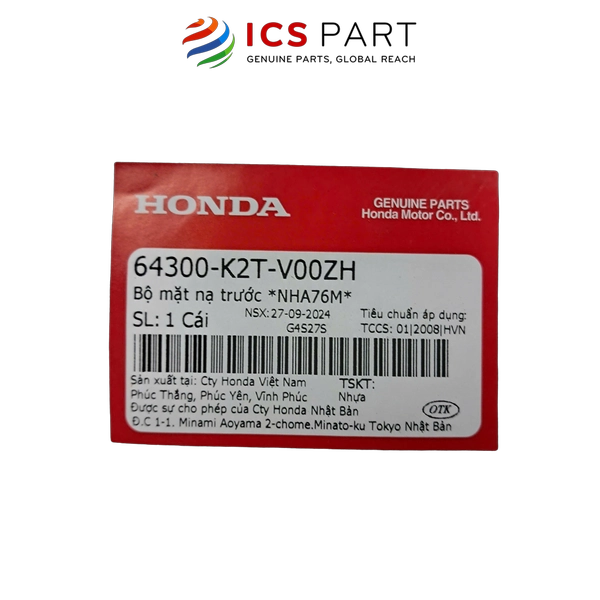 ICS PART
GENUINE PARTS, GLOBAL REACH
HONDA
GENUINE PARTS
Honda Motor Co., Ltd.
64300-K2T-V00ZH
Bộ mặt nạ trước *NHA76M*
SL: 1 Cái
NSX:27-09-2024
G4S27S
Tiêu chuẩn áp dụng:
TCCS: 01|2008|HVN
Sản xuất tại: Cty Honda Việt Nam
TSKT:
Phúc Thắng, Phúc Yên, Vĩnh Phúc
Nhựa
Được sự cho phép của Cty Honda Nhật Bản
OTK
Đ.C 1-1. Minami Aoyama 2-chome.Minato-ku Tokyo Nhật Bản